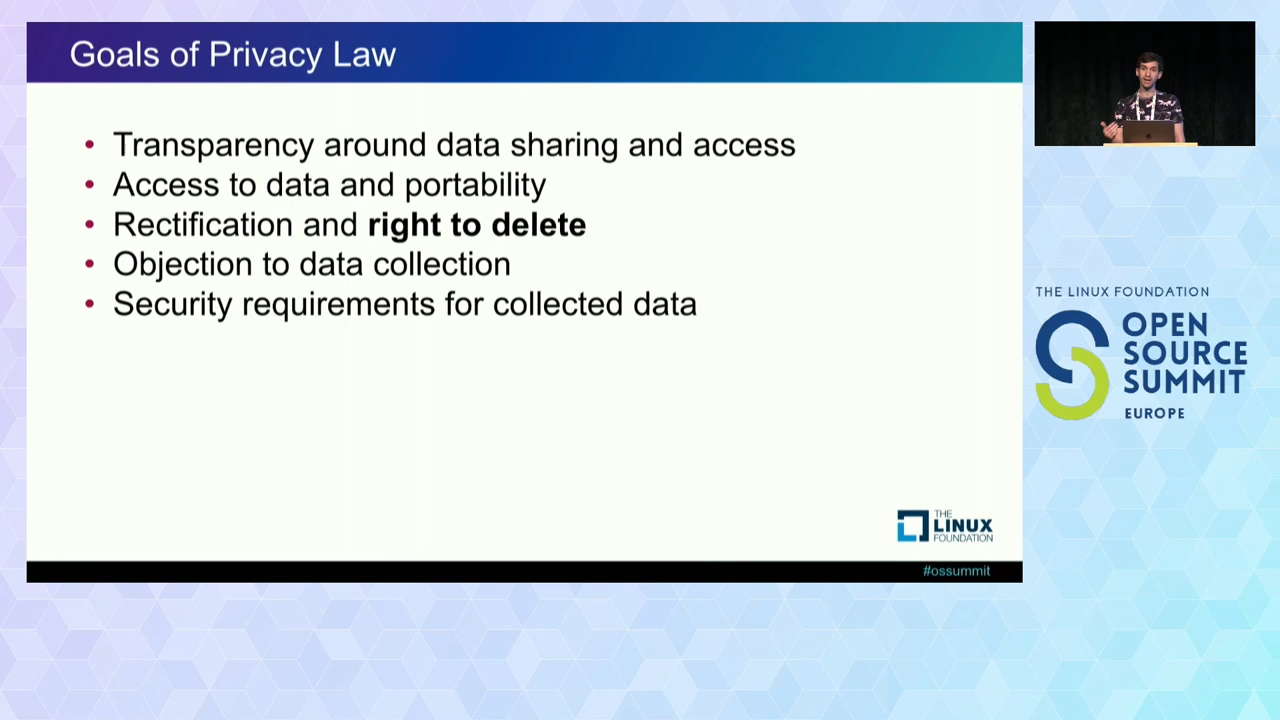 Goals of Privacy Law
• Transparency around data sharing and access
• Access to data and portability
• Rectification and right to delete
• Objection to data collection
• Security requirements for collected data
THE
LINUX
FOUNDATION
#ossummit
THE LINUX FOUNDATION
OPEN
SOURCE
SUMMIT
EUROPE